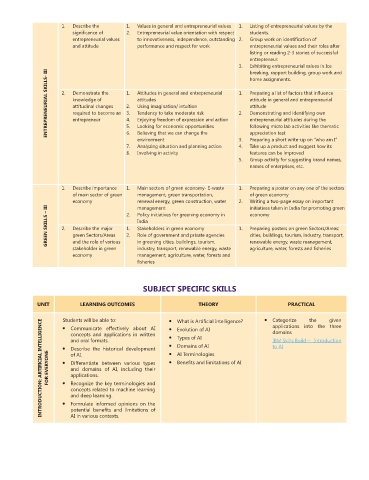 ENTREPRENEURIAL SKILLS- III
1. Describe the
significance of
entrepreneurial values
and attitude
1. Values in general and entrepreneurial values
2. Entrepreneurial value orientation with respect
to innovativeness, independence, outstanding
performance and respect for work
1. Listing of entrepreneurial values by the
students.
2. Group work on identification of
entrepreneurial values and their roles after
listing or reading 2-3 stories of successful
entrepreneur.
3. Exhibiting entrepreneurial values in Ice
breaking, rapport building, group work and
home assignments.
2. Demonstrate the
knowledge of
attitudinal changes
required to become an
entrepreneur
1. Attitudes in general and entrepreneurial
attitudes
2. Using imagination/ intuition
3. Tendency to take moderate risk
4. Enjoying freedom of expression and action
5. Looking for economic opportunities
6. Believing that we can change the
environment
7. Analyzing situation and planning action
8. Involving in activity
1. Preparing a list of factors that influence
attitude in general and entrepreneurial
attitude
2. Demonstrating and identifying own
entrepreneurial attitudes during the
following micro lab activities like thematic
appreciation test
3. Preparing a short write-up on "who am I"
4. Take up a product and suggest how its
features can be improved
5. Group activity for suggesting brand names,
names of enterprises, etc.
GREEN SKILLS – III
1. Describe importance
of main sector of green
economy
1. Main sectors of green economy- E-waste
management, green transportation,
renewal energy, green construction, water
management
2. Policy initiatives for greening economy in
India
1. Preparing a poster on any one of the sectors
of green economy
2. Writing a two-page essay on important
initiatives taken in India for promoting green
economy
2. Describe the major
green Sectors/Areas
and the role of various
stakeholder in green
economy
1. Stakeholders in green economy
2. Role of government and private agencies
in greening cities, buildings, tourism,
industry, transport, renewable energy, waste
management, agriculture, water, forests and
fisheries
1. Preparing posters on green Sectors/Areas:
cities, buildings, tourism, industry, transport,
renewable energy, waste management,
agriculture, water, forests and fisheries
SUBJECT SPECIFIC SKILLS
UNIT LEARNING OUTCOMES THEORY PRACTICAL
INTRODUCTION: ARTIFICIAL INTELLIGENCE
FOR EVERYONE
Students will be able to:
• Communicate effectively about AI
concepts and applications in written
and oral formats.
• Describe the historical development
of AI.
• Differentiate between various types
and domains of AI, including their
applications.
• Recognize the key terminologies and
concepts related to machine learning
and deep learning.
• Formulate informed opinions on the
potential benefits and limitations of
AI in various contexts.
• What is Artificial Intelligence?
• Evolution of AI
• Types of AI
• Domains of AI
• AI Terminologies
• Benefits and limitations of AI
• Categorize the given
applications into the three
domains
IBM SkillsBuild – Introduction
to AI